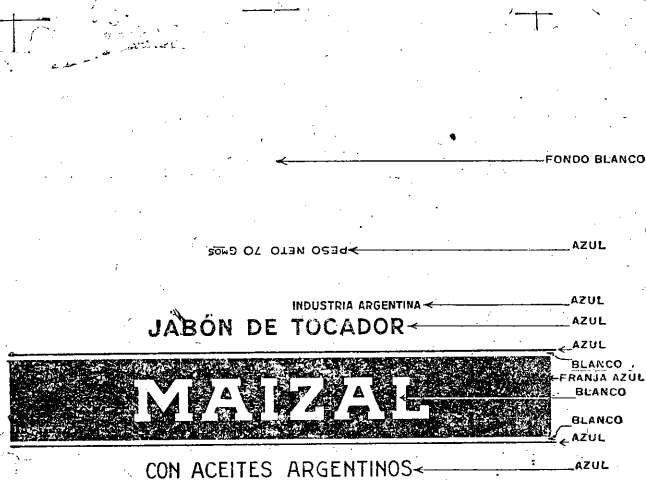 FONDO BLANCO
PESO NETO 70 Gmos AZUL
INDUSTRIA ARGENTINA AZUL
JABÓN DE TOCADOR AZUL
AZUL
BLANCO
FRANJA AZUL
MAIZAL BLANCO
BLANCO
AZUL
CON ACEITES ARGENTINOS AZUL